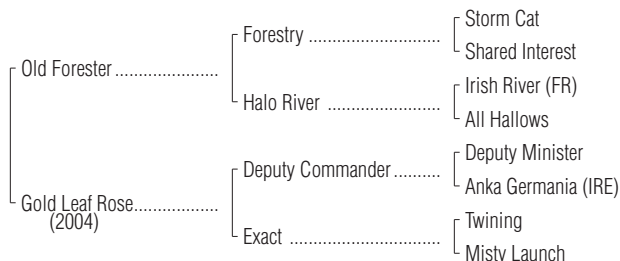 Old Forester
Forestry
Storm Cat
Shared Interest
Halo River
Irish River (FR)
All Hallows
Gold Leaf Rose
(2004)
Deputy Commander
Deputy Minister
Anka Germania (IRE)
Exact
Twining
Misty Launch